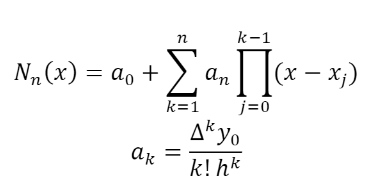 N_n(x) = a_0 + \sum_{k=1}^{n} a_n \prod_{j=0}^{k-1} (x - x_j)
a_k = \frac{\Delta^k y_0}{k! h^k}